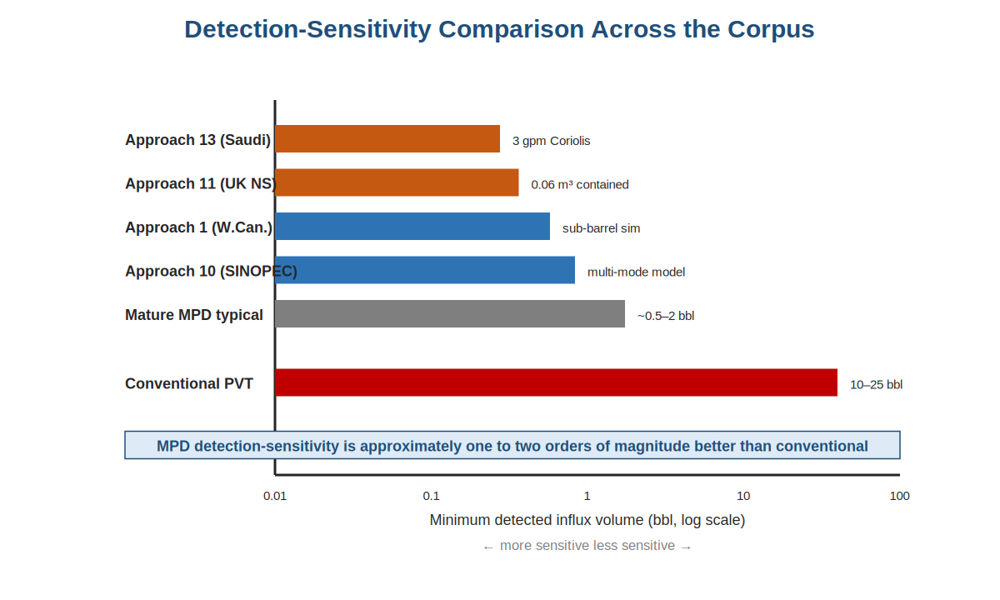 Detection-Sensitivity Comparison Across the Corpus
Approach 13 (Saudi)
3 gpm Coriolis
Approach 11 (UK NS)
0.06 m³ contained
Approach 1 (W.Can.)
sub-barrel sim
Approach 10 (SINOPEC)
multi-mode model
Mature MPD typical
~0.5–2 bbl
Conventional PVT
10–25 bbl
MPD detection-sensitivity is approximately one to two orders of magnitude better than conventional
0.01 0.1 1 10 100
Minimum detected influx volume (bbl, log scale)
← more sensitive less sensitive →